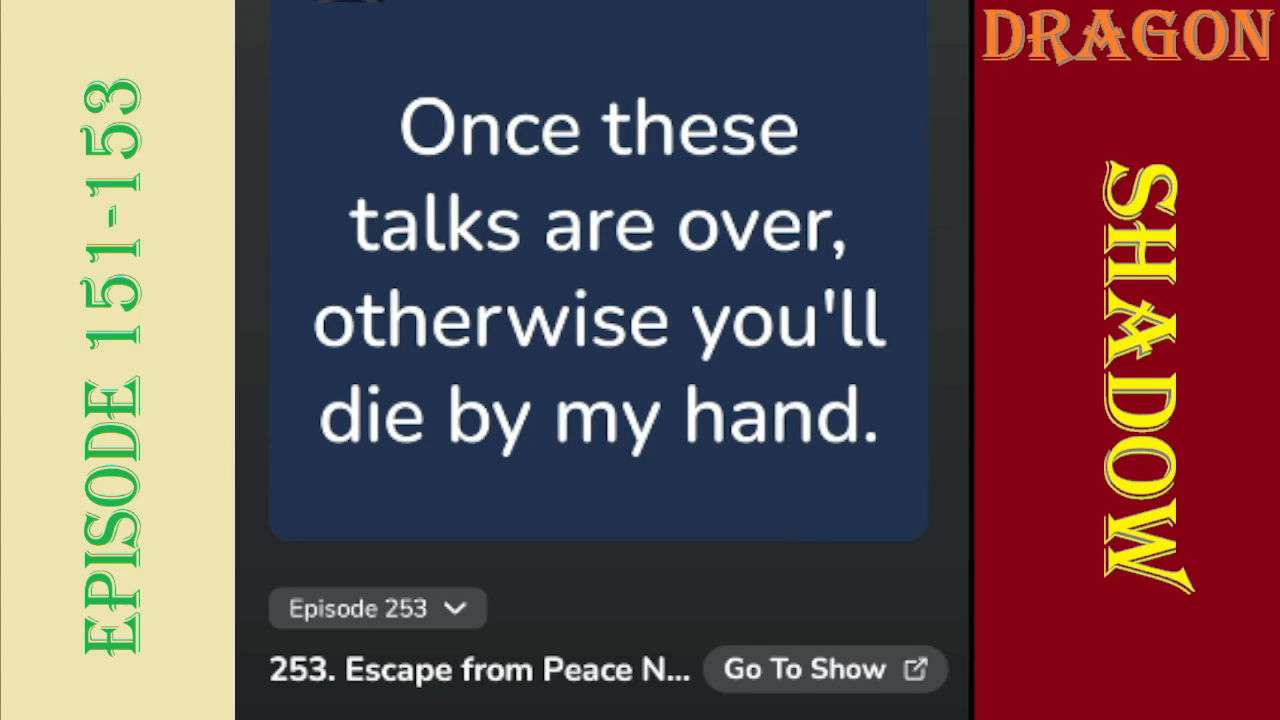 EPISODE 151-153
Once these
talks are over,
otherwise you'll
die by my hand.
Episode 253
253. Escape from Peace N...
Go To Show
DRAGON
SHADOW